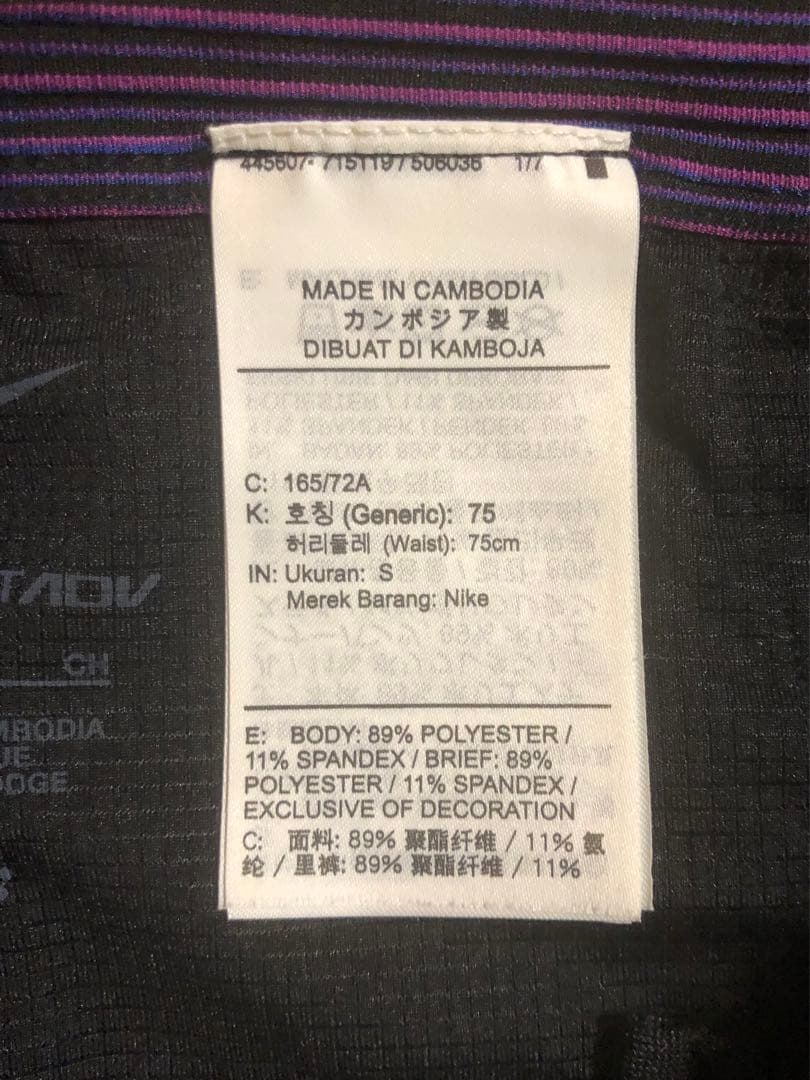 445607- 715119 / 506036 1/7
MADE IN CAMBODIA
カンボジア製
DIBUAT DI KAMBOJA
C: 165/72A
K: 호칭 (Generic): 75
허리둘레 (Waist): 75cm
IN: Ukuran: S
Merek Barang: Nike
E: BODY: 89% POLYESTER /
11% SPANDEX / BRIEF: 89%
POLYESTER / 11% SPANDEX /
EXCLUSIVE OF DECORATION
C: 面料: 89% 聚酯纤维 / 11% 氨
纶 / 里裤: 89% 聚酯纤维 / 11%
CH